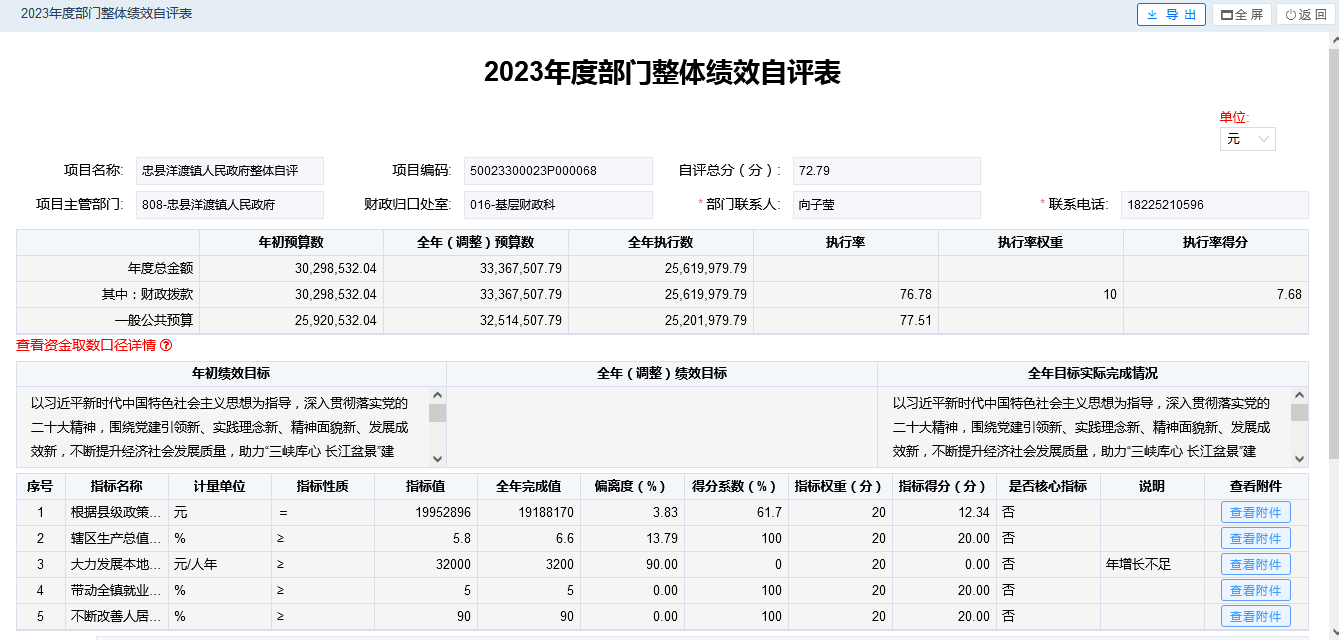 2023年度部门整体绩效自评表
导 出 全 屏 返 回
2023年度部门整体绩效自评表
单位:
元
项目名称: 忠县洋渡镇人民政府整体自评 项目编码: 50023300023P000068 自评总分（分）: 72.79
项目主管部门: 808-忠县洋渡镇人民政府 财政归口处室: 016-基层财政科 * 部门联系人: 向子莹 * 联系电话: 18225210596
年初预算数 全年（调整）预算数 全年执行数 执行率 执行率权重 执行率得分
年度总金额 30,298,532.04 33,367,507.79 25,619,979.79
其中：财政拨款 30,298,532.04 33,367,507.79 25,619,979.79 76.78 10 7.68
一般公共预算 25,920,532.04 32,514,507.79 25,201,979.79 77.51
查看资金取数口径详情 ?
年初绩效目标 全年（调整）绩效目标 全年目标实际完成情况
以习近平新时代中国特色社会主义思想为指导，深入贯彻落实党的
二十大精神，围绕党建引领新、实践理念新、精神面貌新、发展成
效新，不断提升经济社会发展质量，助力“三峡库心 长江盆景”建
以习近平新时代中国特色社会主义思想为指导，深入贯彻落实党的
二十大精神，围绕党建引领新、实践理念新、精神面貌新、发展成
效新，不断提升经济社会发展质量，助力“三峡库心 长江盆景”建
序号 指标名称 计量单位 指标性质 指标值 全年完成值 偏离度（%） 得分系数（%） 指标权重（分） 指标得分（分） 是否核心指标 说明 查看附件
1 根据县级政策... 元 = 19952896 19188170 3.83 61.7 20 12.34 否 查看附件
2 辖区生产总值... % ≥ 5.8 6.6 13.79 100 20 20.00 否 查看附件
3 大力发展本地... 元/人年 ≥ 32000 3200 90.00 0 20 0.00 否 年增长不足 查看附件
4 带动全镇就业... % ≥ 5 5 0.00 100 20 20.00 否 查看附件
5 不断改善人居... % ≥ 90 90 0.00 100 20 20.00 否 查看附件